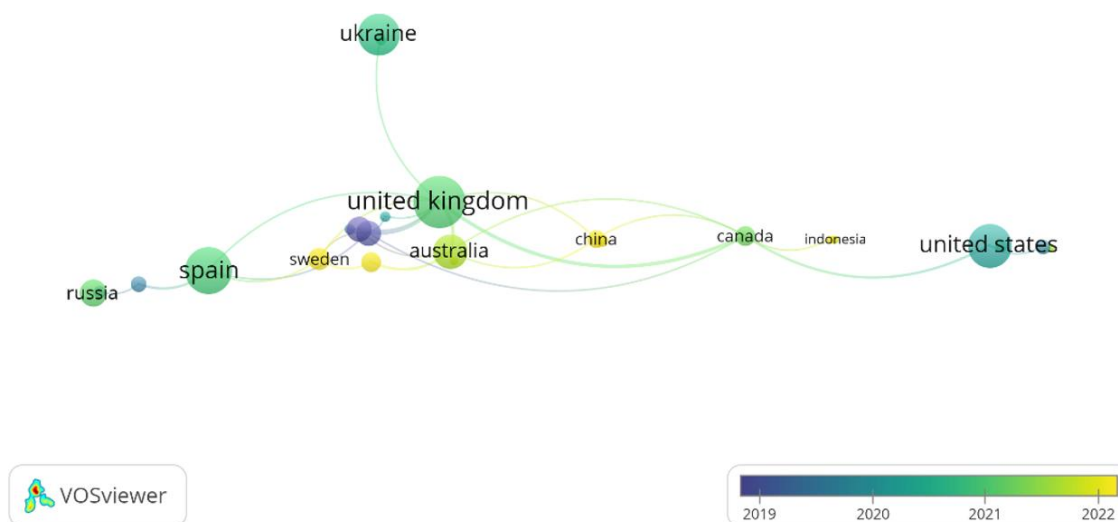 ukraine
united kingdom
sweden
australia
china
canada
indonesia
united states
spain
russia
VOSviewer
2019
2020
2021
2022